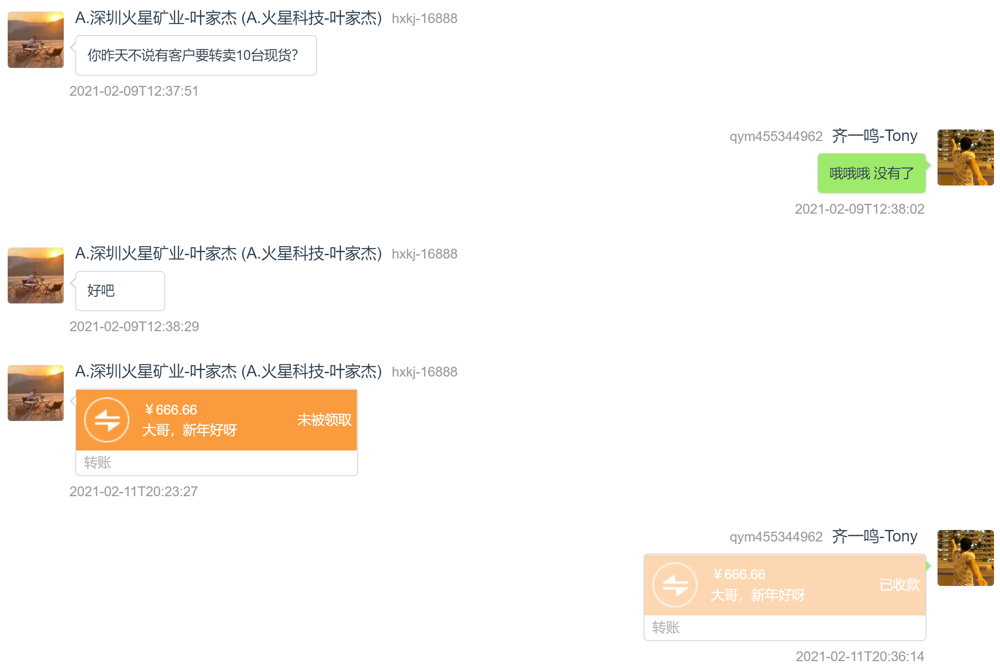 A.深圳火星矿业-叶家杰 (A.火星科技-叶家杰) hxkj-16888
你昨天不说有客户要转卖10台现货？
2021-02-09T12:37:51
qym455344962 齐一鸣-Tony
哦哦哦 没有了
2021-02-09T12:38:02
A.深圳火星矿业-叶家杰 (A.火星科技-叶家杰) hxkj-16888
好吧
2021-02-09T12:38:29
A.深圳火星矿业-叶家杰 (A.火星科技-叶家杰) hxkj-16888
￥666.66
大哥，新年好呀
未被领取
转账
2021-02-11T20:23:27
qym455344962 齐一鸣-Tony
￥666.66
大哥，新年好呀
已收款
转账
2021-02-11T20:36:14